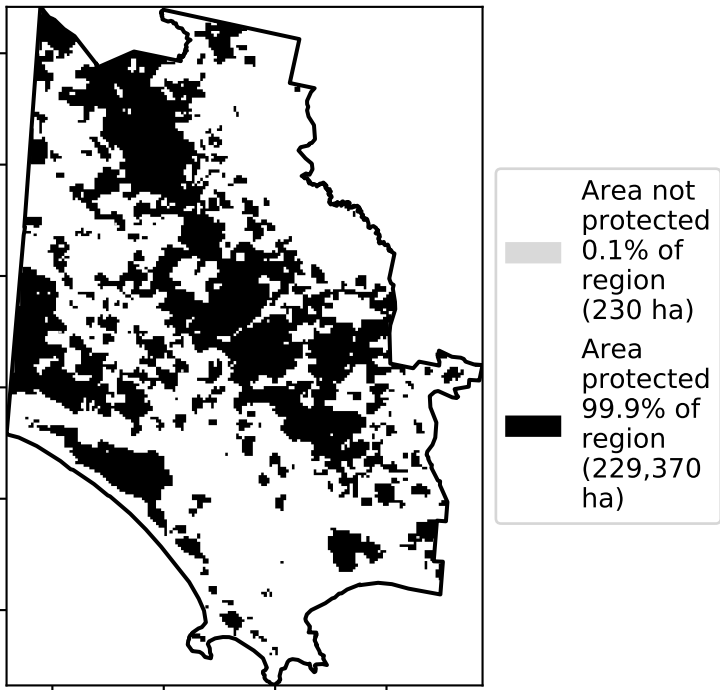 Area not
protected
0.1% of
region
(230 ha)
Area
protected
99.9% of
region
(229,370
ha)